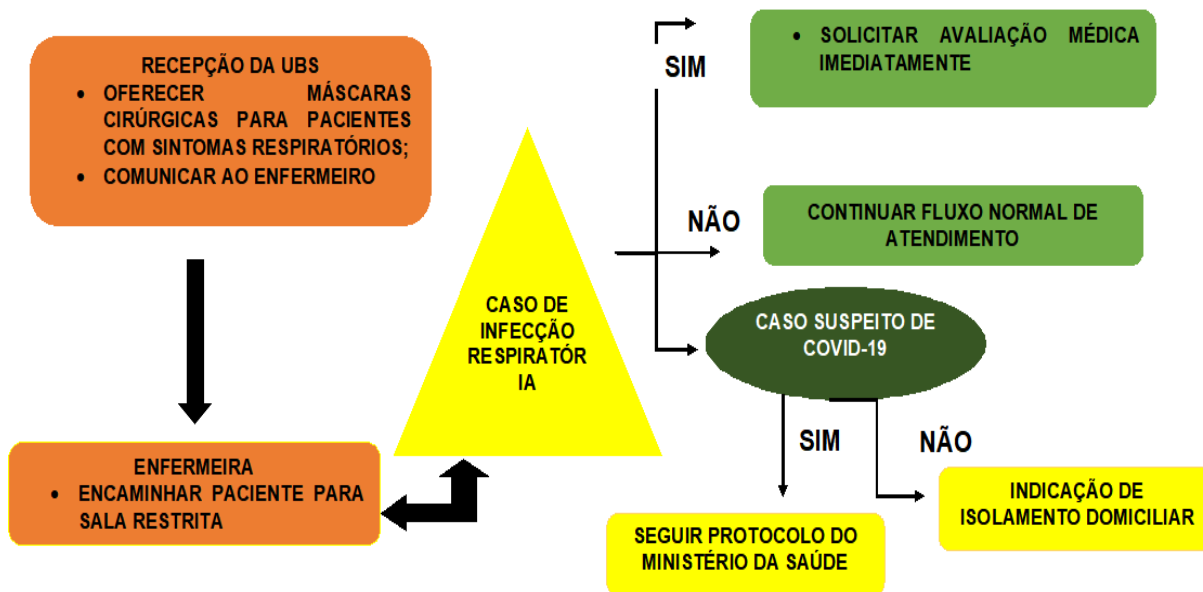 RECEPÇÃO DA UBS
• OFERECER MÁSCARAS
CIRÚRGICAS PARA PACIENTES
COM SINTOMAS RESPIRATÓRIOS;
• COMUNICAR AO ENFERMEIRO
ENFERMEIRA
• ENCAMINHAR PACIENTE PARA
SALA RESTRITA
CASO DE
INFECÇÃO
RESPIRATÓR
IA
SIM
• SOLICITAR AVALIAÇÃO MÉDICA
IMEDIATAMENTE
NÃO
CONTINUAR FLUXO NORMAL DE
ATENDIMENTO
CASO SUSPEITO DE
COVID-19
SIM
SEGUIR PROTOCOLO DO
MINISTÉRIO DA SAÚDE
NÃO
INDICAÇÃO DE
ISOLAMENTO DOMICILIAR